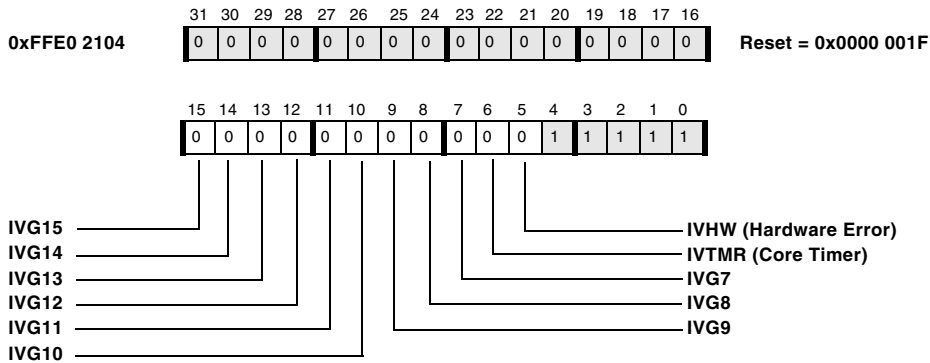 31 30 29 28 27 26 25 24 23 22 21 20 19 18 17 16
0xFFE0 2104 0 0 0 0 0 0 0 0 0 0 0 0 0 0 0 0 Reset = 0x0000 001F
15 14 13 12 11 10 9 8 7 6 5 4 3 2 1 0
0 0 0 0 0 0 0 0 0 0 0 1 1 1 1 1
IVG15 IVHW (Hardware Error)
IVG14 IVTMR (Core Timer)
IVG13 IVG7
IVG12 IVG8
IVG11 IVG9
IVG10